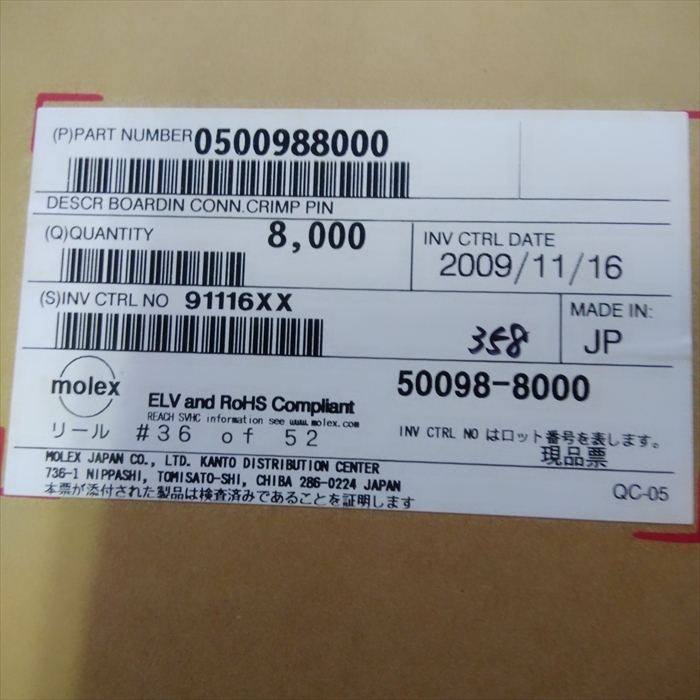 (P)PART NUMBER 0500988000
DESCR BOARDIN CONN.CRIMP PIN
(Q)QUANTITY 8,000
INV CTRL DATE
2009/11/16
(S)INV CTRL NO 91116XX
358
MADE IN:
JP
molex
ELV and RoHS Compliant
REACH SVHC information see www.molex.com
50098-8000
リール #36 of 52
INV CTRL NO はロット番号を表します。
現品票
MOLEX JAPAN CO., LTD. KANTO DISTRIBUTION CENTER
736-1 NIPPASHI, TOMISATO-SHI, CHIBA 286-0224 JAPAN
本票が添付された製品は検査済みであることを証明します
QC-05